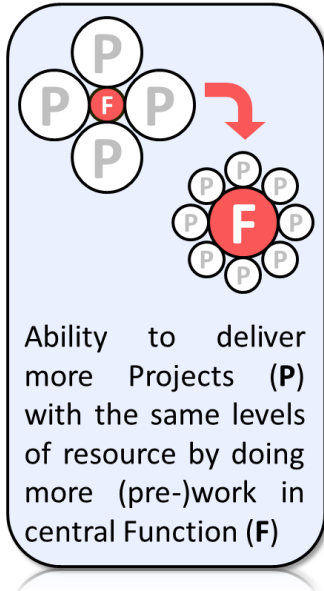 P
P F P
P
P
P P
P F P
P P
P
Ability to deliver
more Projects (P)
with the same levels
of resource by doing
more (pre-)work in
central Function (F)